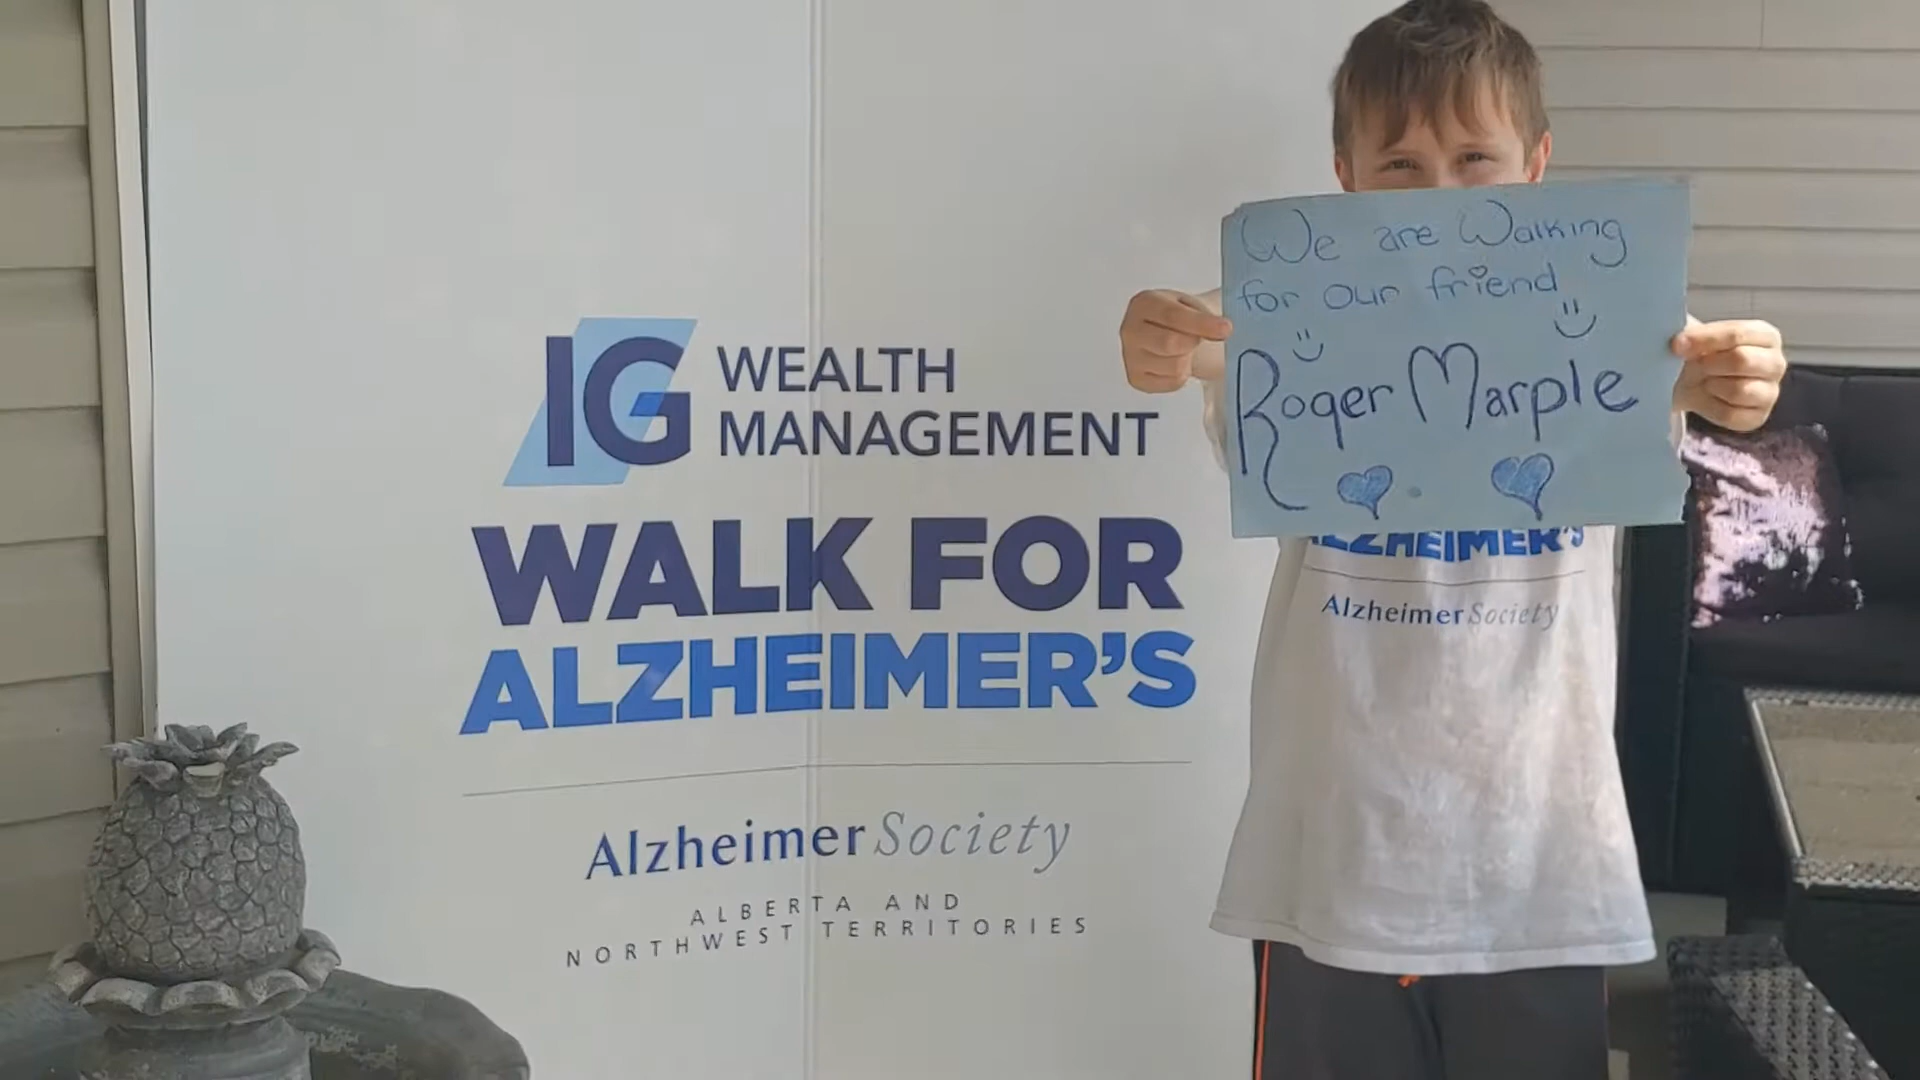 IG WEALTH
MANAGEMENT
WALK FOR
ALZHEIMER'S
Alzheimer Society
ALBERTA AND
NORTHWEST TERRITORIES
We are Walking
for our friend
Roger Marple
ALZHEIMER'S
Alzheimer Society